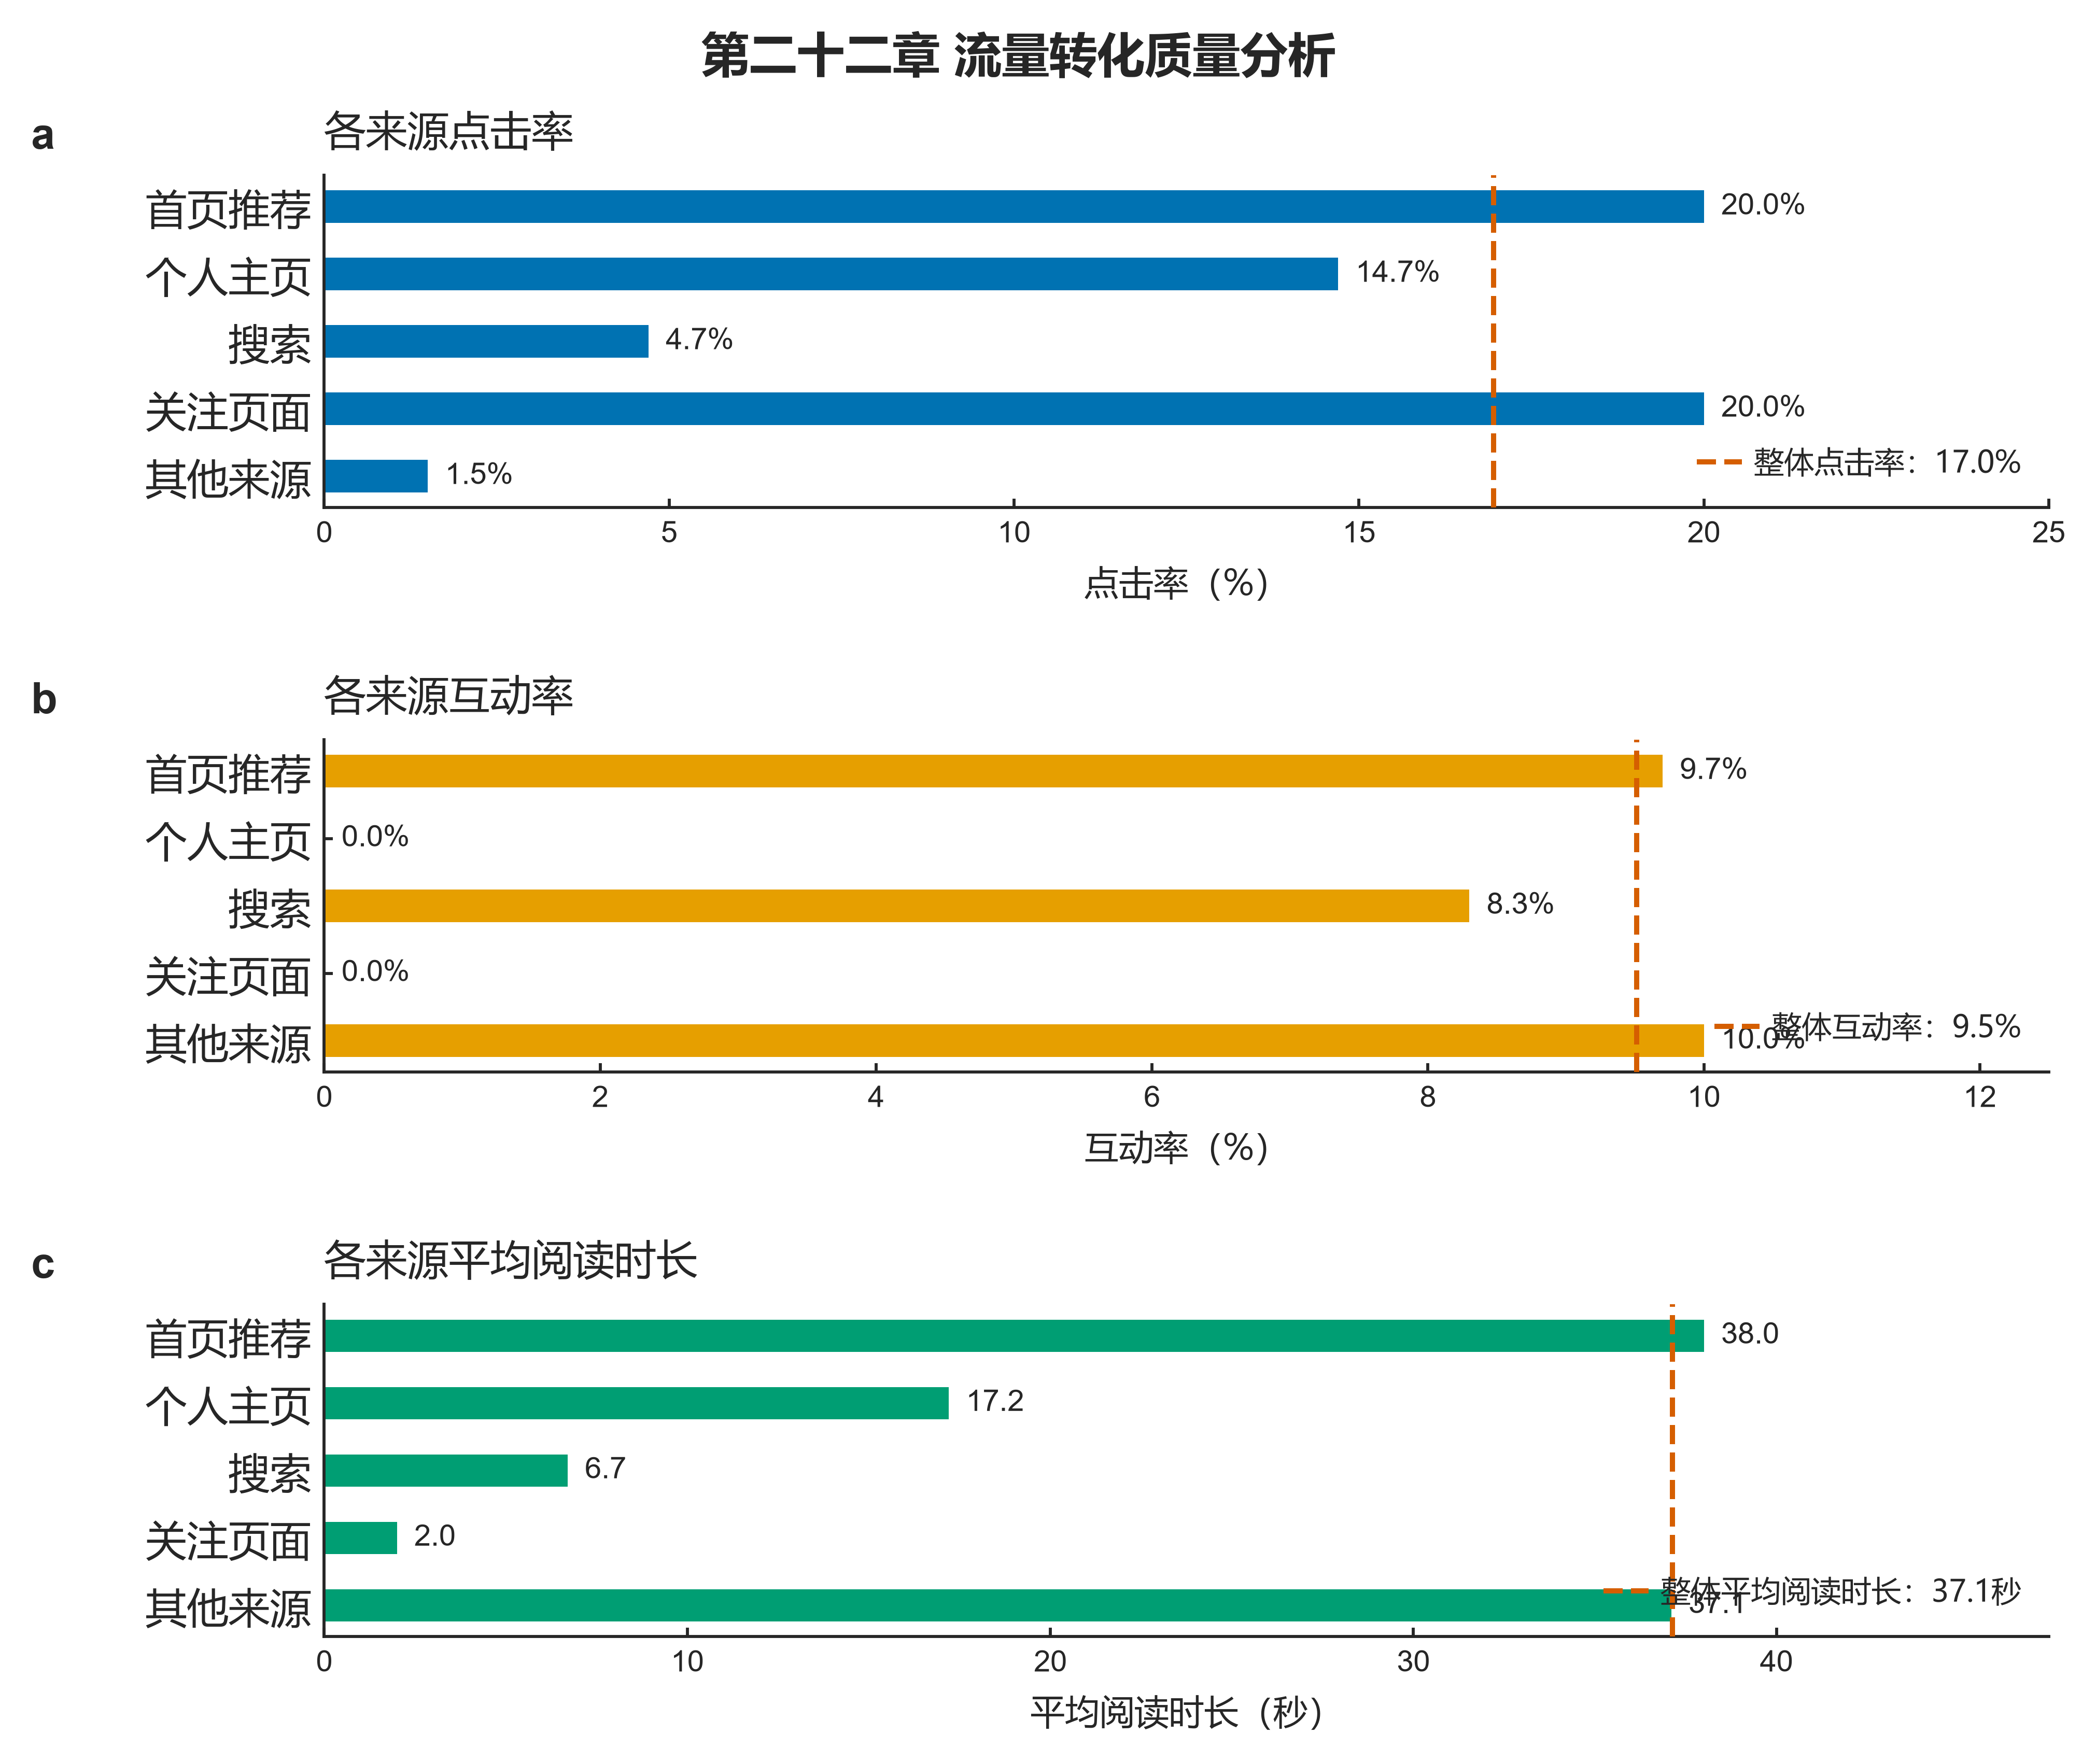 第二十二章 流量转化质量分析
a
各来源点击率
首页推荐
20.0%
个人主页
14.7%
搜索
4.7%
关注页面
20.0%
整体点击率：17.0%
其他来源
1.5%
0 5 10 15 20 25
点击率（%）
b
各来源互动率
首页推荐
9.7%
个人主页
0.0%
搜索
8.3%
关注页面
0.0%
整体互动率：9.5%
其他来源
10.0%
0 2 4 6 8 10 12
互动率（%）
c
各来源平均阅读时长
首页推荐
38.0
个人主页
17.2
搜索
6.7
关注页面
2.0
整体平均阅读时长：37.1秒
其他来源
37.1
0 10 20 30 40
平均阅读时长（秒）